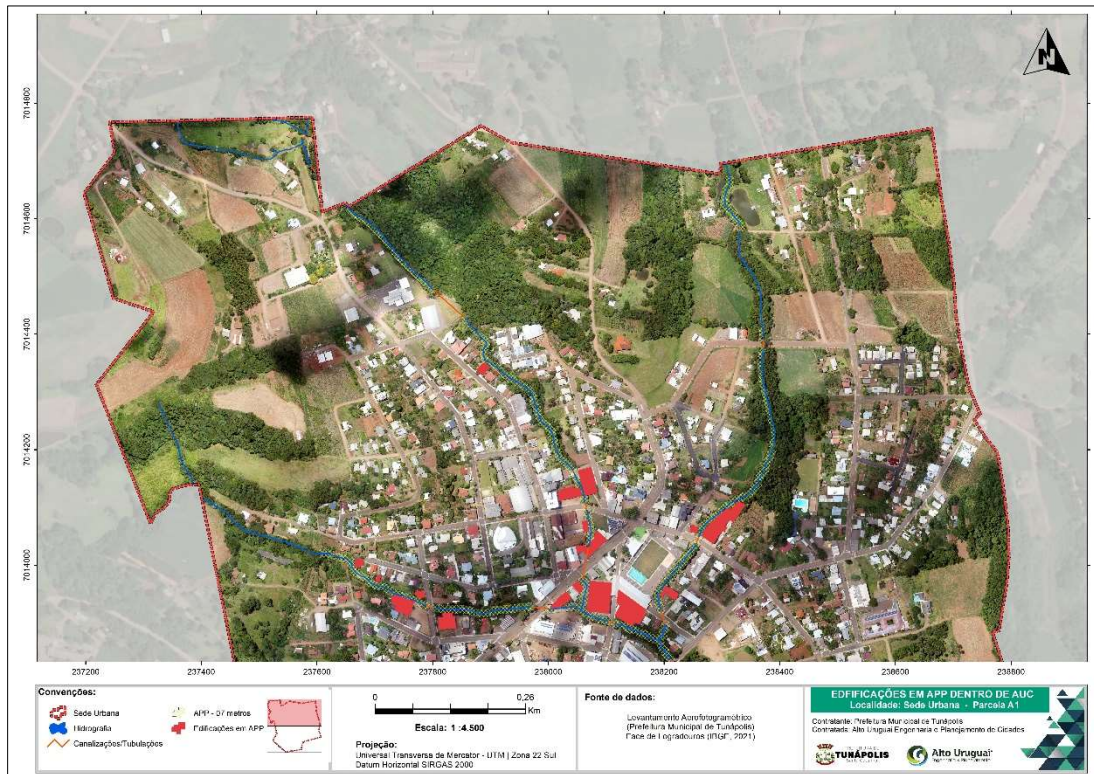 N
7014800
7014600
7014400
7014200
7014000
237200
237400
237600
237800
238000
238200
238400
238600
238800
Convenções:
Sede Urbana
Hidrografia
Canalizações/Tubulações
APP - 07 metros
Edificações em APP
0
0,26
Km
Escala: 1 :4.500
Projeção:
Universal Transversa de Mercator - UTM | Zona 22 Sul
Datum Horizontal SIRGAS 2000
Fonte de dados:
Levantamento Aerofotogramétrico
(Prefeitura Municipal de Tunápolis)
Face de Logradouros (IBGE, 2021)
EDFIFICAÇÕES EM APP DENTRO DE AUC
Localidade: Sede Urbana - Parcela A1
Contratante: Prefeitura Municipal de Tunápolis
Contratada: Alto Uruguai Engenharia e Planejamento de Cidades
TUNÁPOLIS
Alto Uruguai